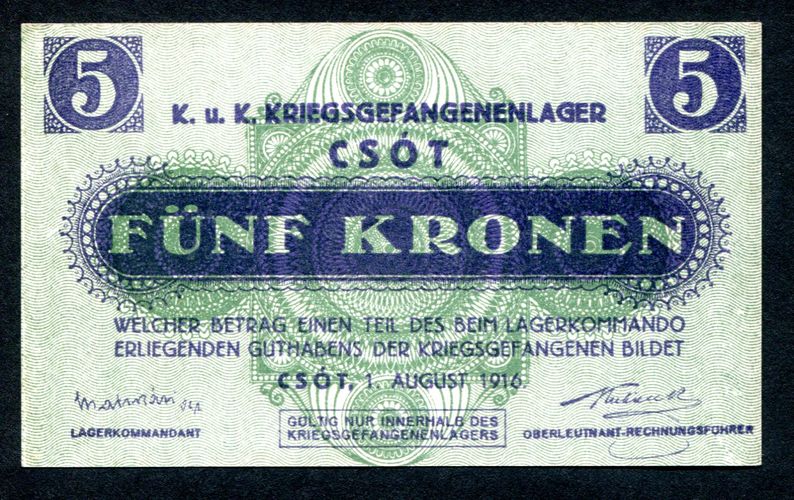 5 5
K. u. K. KRIEGSGEFANGENENLAGER
CSÓT
FÜNF KRONEN
WELCHER BETRAG EINEN TEIL DES BEIM LAGERKOMMANDO
ERLIEGENDEN GUTHABENS DER KRIEGSGEFANGENEN BILDET
CSÓT, 1. AUGUST 1916
LAGERKOMMANDANT
GÜLTIG NUR INNERHALB DES
KRIEGSGEFANGENENLAGERS
OBERLEUTNANT-RECHNUNGSFÜHRER